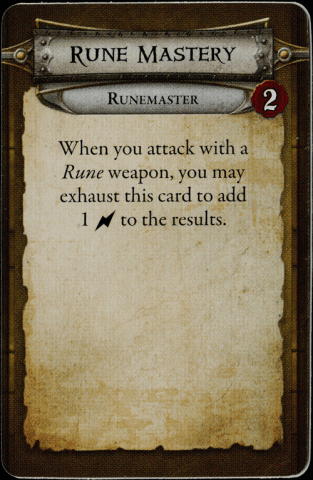 Rune Mastery
Runemaster
2
When you attack with a
Rune weapon, you may
exhaust this card to add
1 to the results.